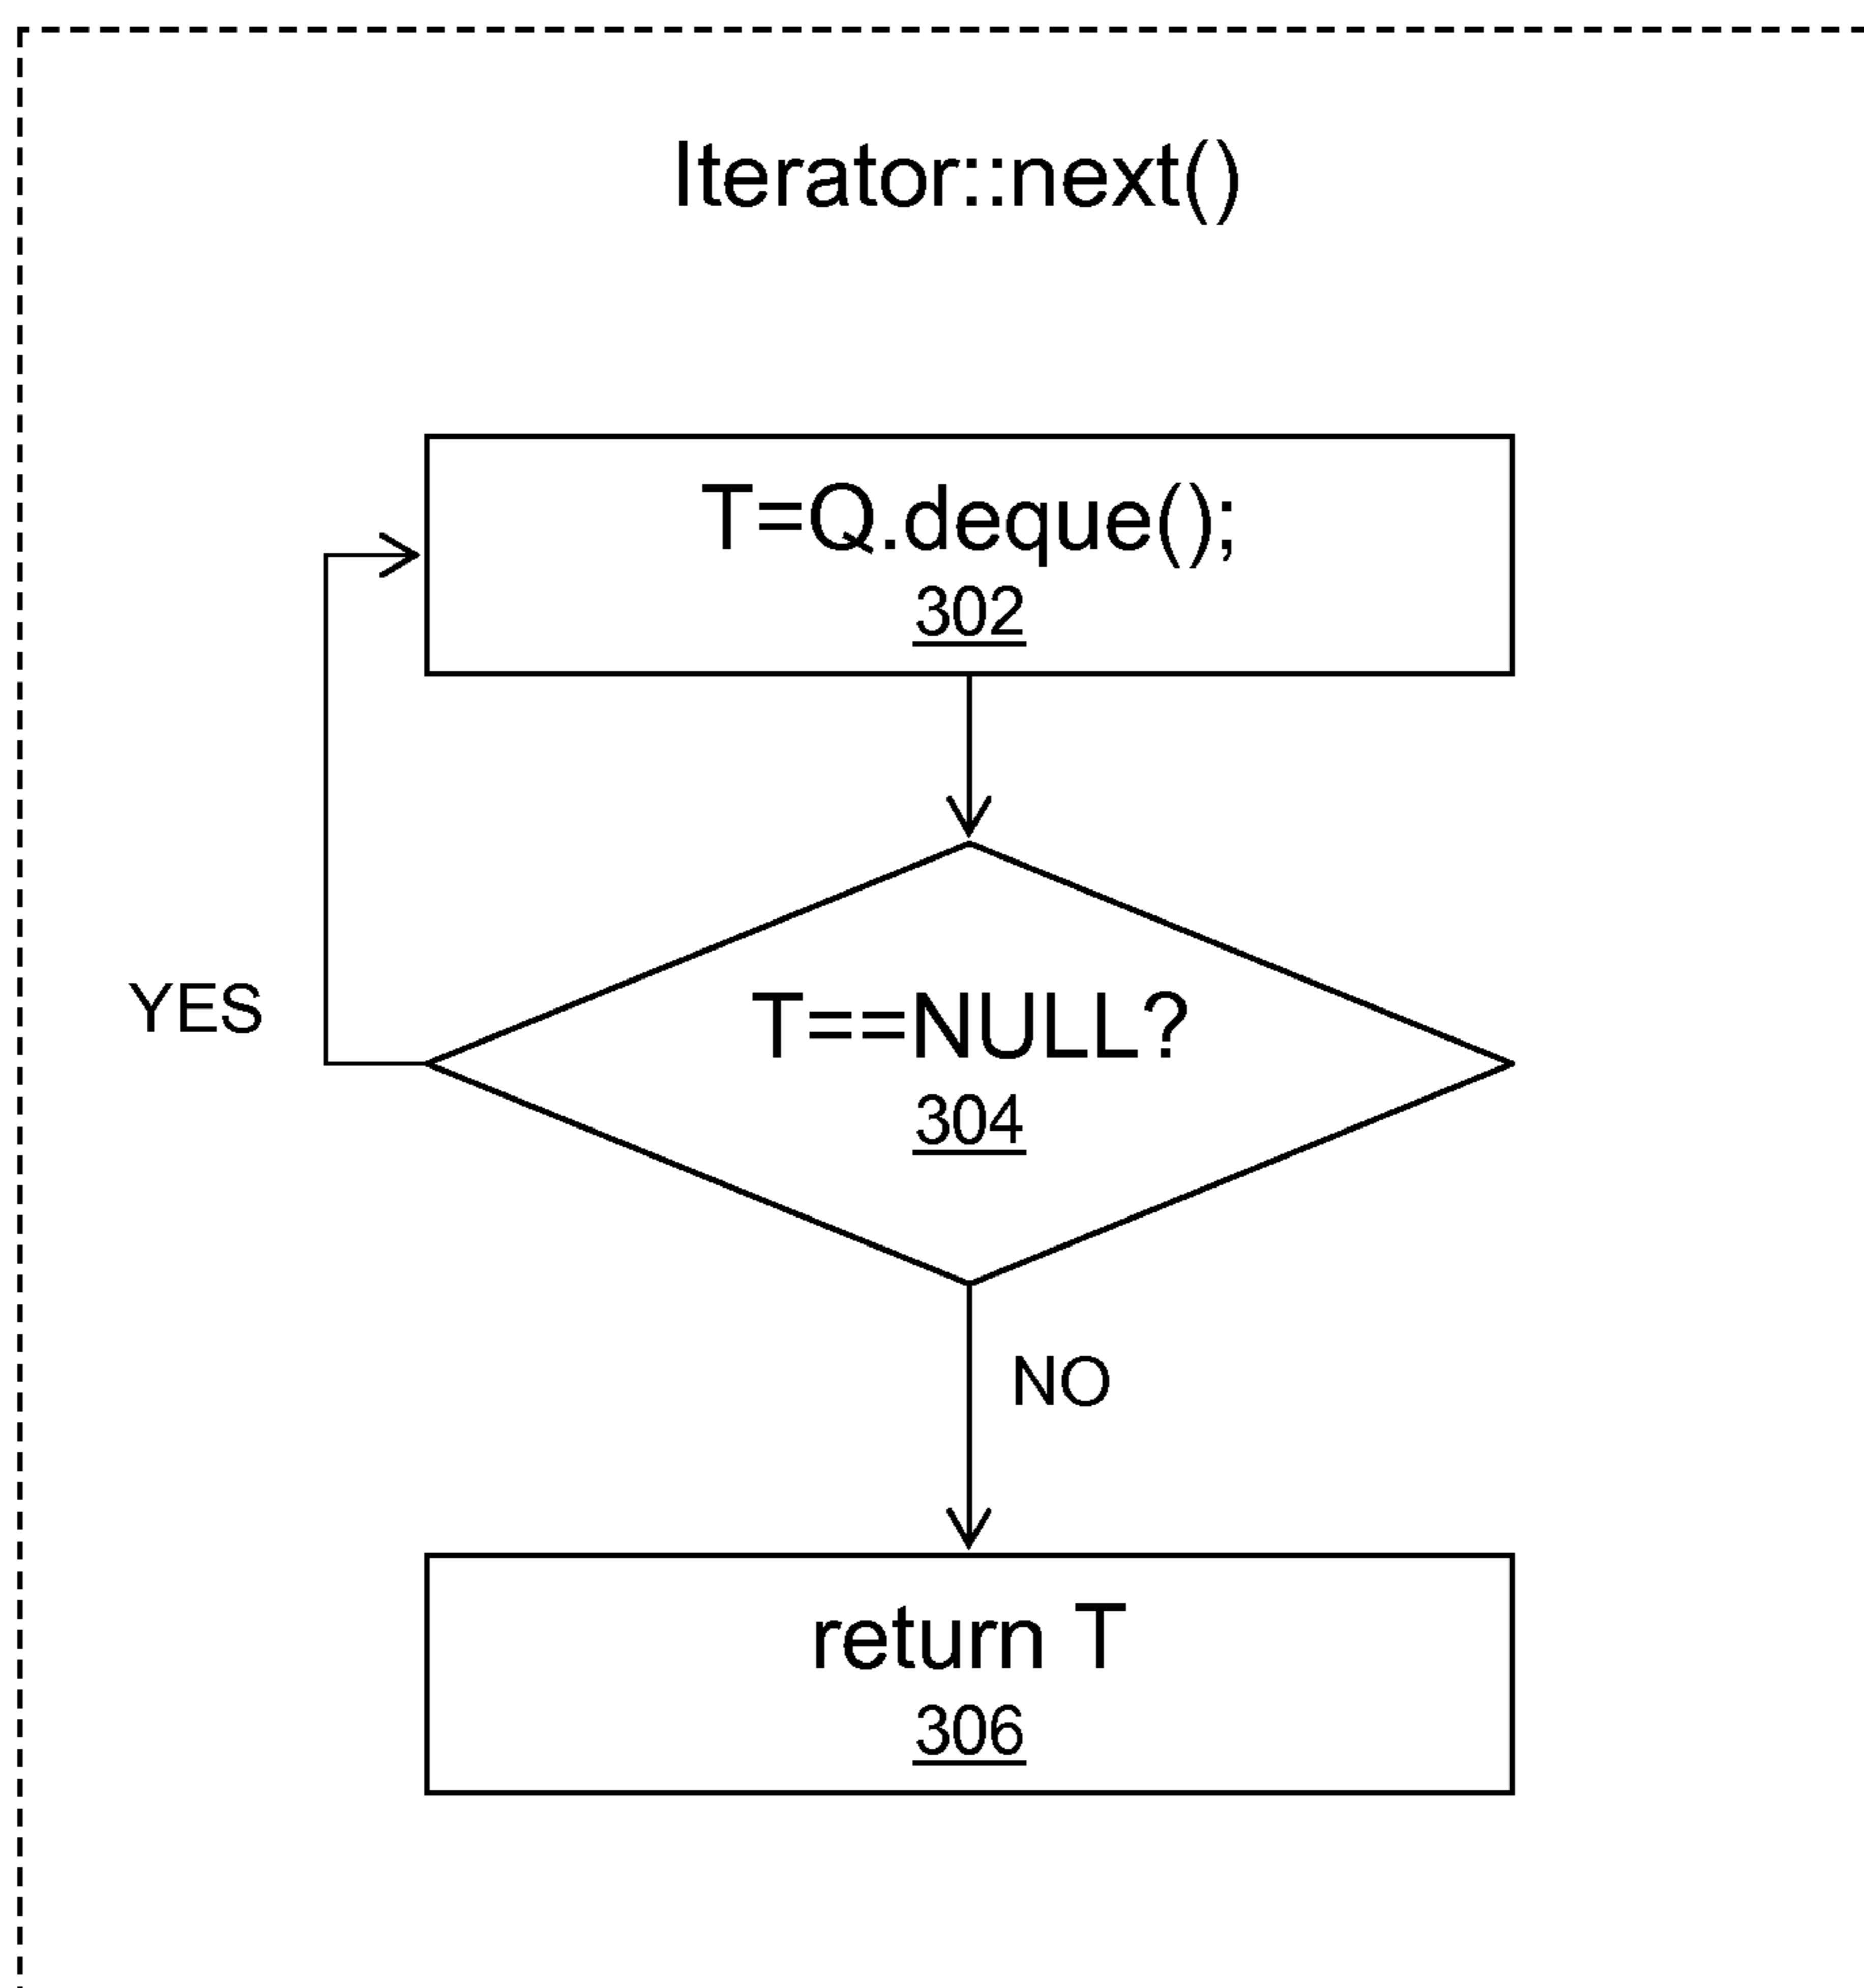 Iterator::next()
T=Q.deque();
302
T==NULL?
304
YES
NO
return T
306